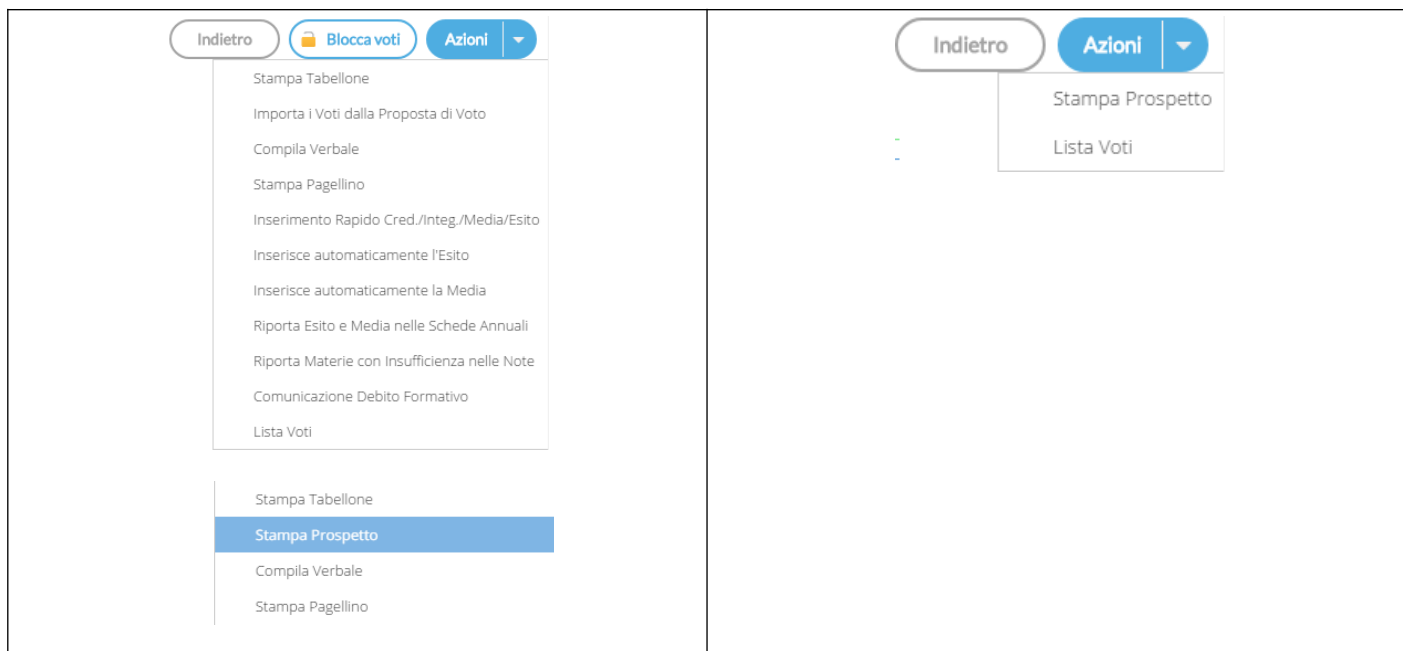 Indietro
Blocca voti
Azioni
Stampa Tabellone
Importa i Voti dalla Proposta di Voto
Compila Verbale
Stampa Pagellino
Inserimento Rapido Cred./Integ./Media/Esito
Inserisce automaticamente l'Esito
Inserisce automaticamente la Media
Riporta Esito e Media nelle Schede Annuali
Riporta Materie con Insufficienza nelle Note
Comunicazione Debito Formativo
Lista Voti
Stampa Tabellone
Stampa Prospetto
Compila Verbale
Stampa Pagellino
Indietro
Azioni
Stampa Prospetto
Lista Voti